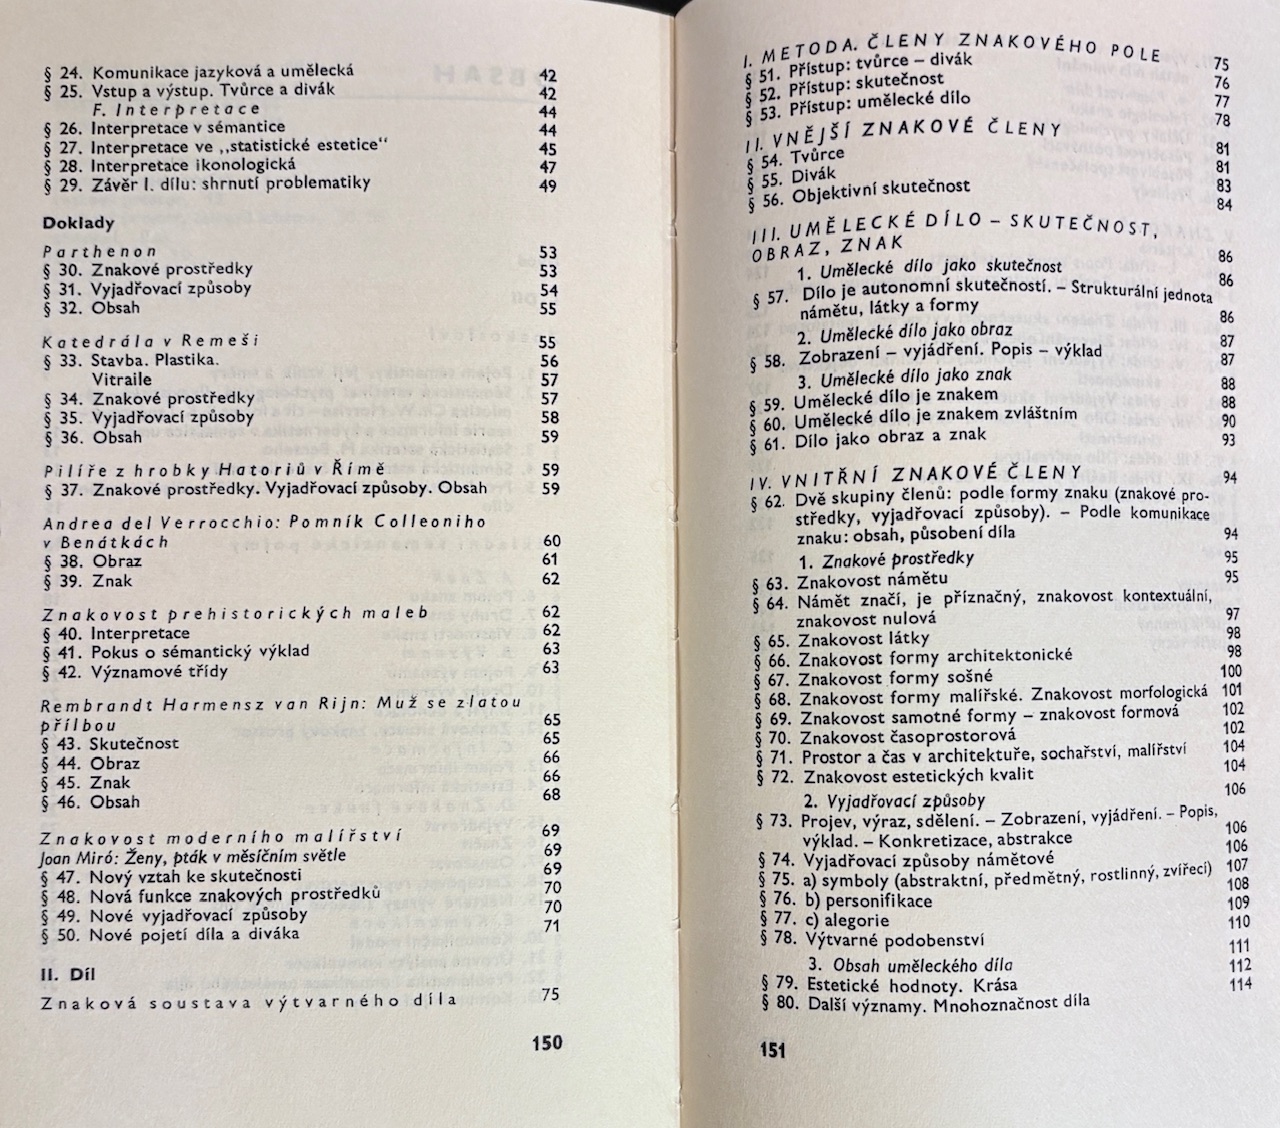 § 24. Komunikace jazyková a umělecká 42
§ 25. Vstup a výstup. Tvůrce a divák 42
F. Interpretace 44
§ 26. Interpretace v sémantice 44
§ 27. Interpretace ve ,,statistické estetice“ 45
§ 28. Interpretace ikonologická 47
§ 29. Závěr I. dílu: shrnutí problematiky 49
Doklady
Parthenon 53
§ 30. Znakové prostředky 53
§ 31. Vyjadřovací způsoby 54
§ 32. Obsah 55
Katedrála v Remeši 55
§ 33. Stavba. Plastika. 56
Vitraile 57
§ 34. Znakové prostředky 57
§ 35. Vyjadřovací způsoby 58
§ 36. Obsah 59
Pilíře z hrobky Hatoriů v Římě 59
§ 37. Znakové prostředky. Vyjadřovací způsoby. Obsah 59
Andrea del Verrocchio: Pomník Colleoniho
v Benátkách 60
§ 38. Obraz 61
§ 39. Znak 62
Znakovost prehistorických maleb 62
§ 40. Interpretace 62
§ 41. Pokus o sémantický výklad 63
§ 42. Významové třídy 63
Rembrandt Harmensz van Rijn: Muž se zlatou
přílbou 65
§ 43. Skutečnost 65
§ 44. Obraz 66
§ 45. Znak 66
§ 46. Obsah 68
Znakovost moderního malířství 69
Joan Miró: Ženy, pták v měsíčním světle 69
§ 47. Nový vztah ke skutečnosti 69
§ 48. Nová funkce znakových prostředků 70
§ 49. Nové vyjadřovací způsoby 70
§ 50. Nové pojetí díla a diváka 71
II. Díl
Znaková soustava výtvarného díla 75
150
I. METODA. ČLENY ZNAKOVÉHO POLE 75
§ 51. Přístup: tvůrce – divák 76
§ 52. Přístup: skutečnost 77
§ 53. Přístup: umělecké dílo 78
II. VNĚJŠÍ ZNAKOVÉ ČLENY 81
§ 54. Tvůrce 81
§ 55. Divák 83
§ 56. Objektivní skutečnost 84
III. UMĚLECKÉ DÍLO – SKUTEČNOST,
OBRAZ, ZNAK 86
1. Umělecké dílo jako skutečnost 86
§ 57. Dílo je autonomní skutečností. – Strukturální jednota
námětu, látky a formy 86
2. Umělecké dílo jako obraz 87
§ 58. Zobrazení – vyjádření. Popis – výklad 87
3. Umělecké dílo jako znak 88
§ 59. Umělecké dílo je znakem 88
§ 60. Umělecké dílo je znakem zvláštním 90
§ 61. Dílo jako obraz a znak 93
IV. VNITŘNÍ ZNAKOVÉ ČLENY 94
§ 62. Dvě skupiny členů: podle formy znaku (znakové pro-
středky, vyjadřovací způsoby). – Podle komunikace
znaku: obsah, působení díla 94
1. Znakové prostředky 95
§ 63. Znakovost námětu 95
§ 64. Námět značí, je příznačný, znakovost kontextuální,
znakovost nulová 97
§ 65. Znakovost látky 98
§ 66. Znakovost formy architektonické 98
§ 67. Znakovost formy sošné 100
§ 68. Znakovost formy malířské. Znakovost morfologická 101
§ 69. Znakovost samotné formy – znakovost formová 102
§ 70. Znakovost časoprostorová 102
§ 71. Prostor a čas v architektuře, sochařství, malířství 104
§ 72. Znakovost estetických kvalit 104
2. Vyjadřovací způsoby 106
§ 73. Projev, výraz, sdělení. – Zobrazení, vyjádření. – Popis,
výklad. – Konkretizace, abstrakce 106
§ 74. Vyjadřovací způsoby námětové 106
§ 75. a) symboly (abstraktní, předmětný, rostlinný, zvířecí) 107
§ 76. b) personifikace 108
§ 77. c) alegorie 109
§ 78. Výtvarné podobenství 110
3. Obsah uměleckého díla 111
§ 79. Estetické hodnoty. Krása 112
§ 80. Další významy. Mnohoznačnost díla 114
151